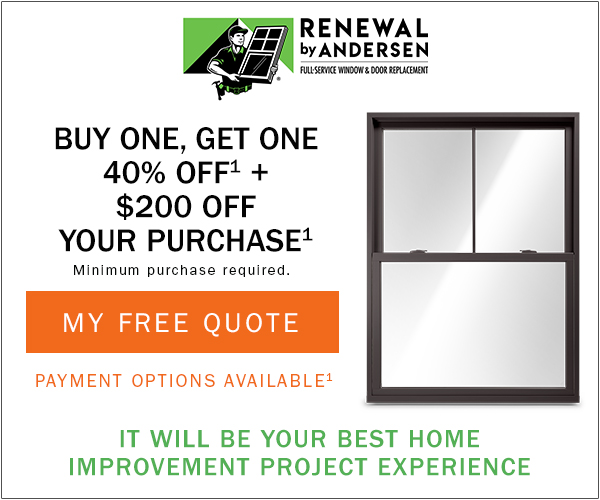 RENEWAL
by ANDERSEN
FULL-SERVICE WINDOW & DOOR REPLACEMENT
BUY ONE, GET ONE
40% OFF¹ +
$200 OFF
YOUR PURCHASE¹
Minimum purchase required.
MY FREE QUOTE
PAYMENT OPTIONS AVAILABLE¹
IT WILL BE YOUR BEST HOME
IMPROVEMENT PROJECT EXPERIENCE